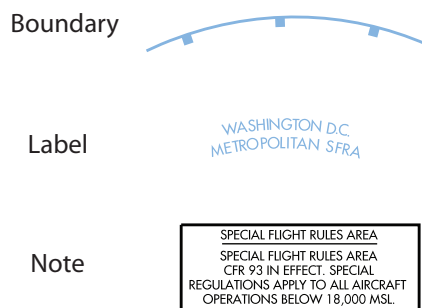 Boundary
Label
WASHINGTON D.C.
METROPOLITAN SFRA
Note
SPECIAL FLIGHT RULES AREA
SPECIAL FLIGHT RULES AREA
CFR 93 IN EFFECT. SPECIAL
REGULATIONS APPLY TO ALL AIRCRAFT
OPERATIONS BELOW 18,000 MSL.